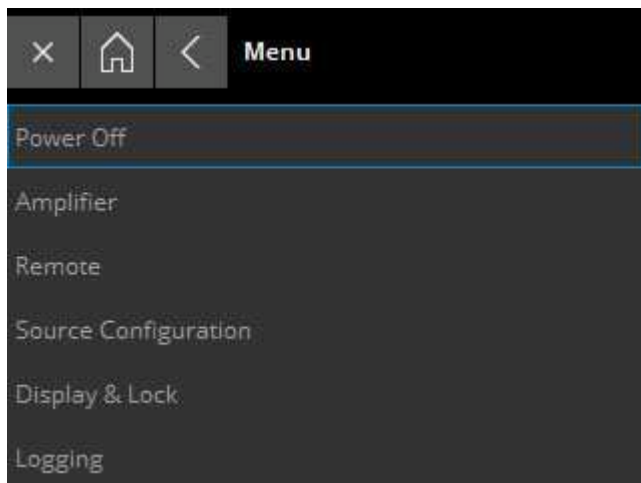 Menu
Power Off
Amplifier
Remote
Source Configuration
Display & Lock
Logging